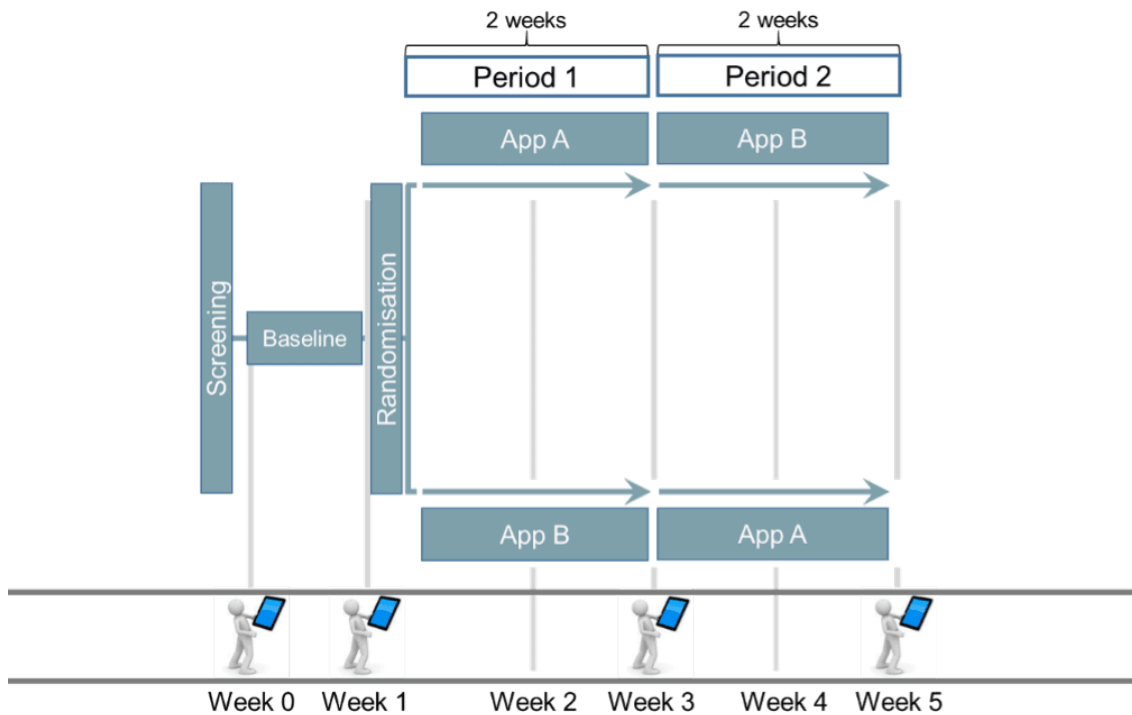 2 weeks
2 weeks
Period 1
Period 2
App A
App B
Screening
Baseline
Randomisation
App B
App A
Week 0
Week 1
Week 2
Week 3
Week 4
Week 5